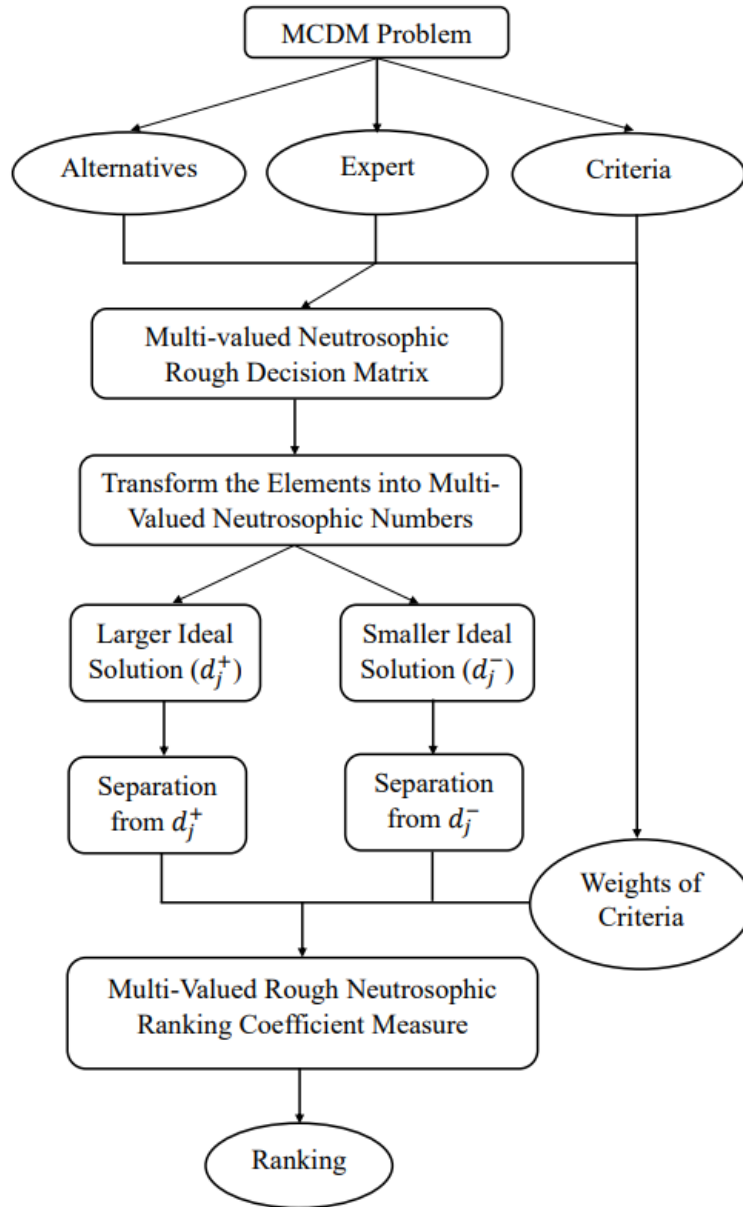 MCDM Problem
Alternatives
Expert
Criteria
Multi-valued Neutrosophic
Rough Decision Matrix
Transform the Elements into Multi-
Valued Neutrosophic Numbers
Larger Ideal
Solution (d_j^+)
Smaller Ideal
Solution (d_j^-)
Separation
from d_j^+
Separation
from d_j^-
Weights of
Criteria
Multi-Valued Rough Neutrosophic
Ranking Coefficient Measure
Ranking